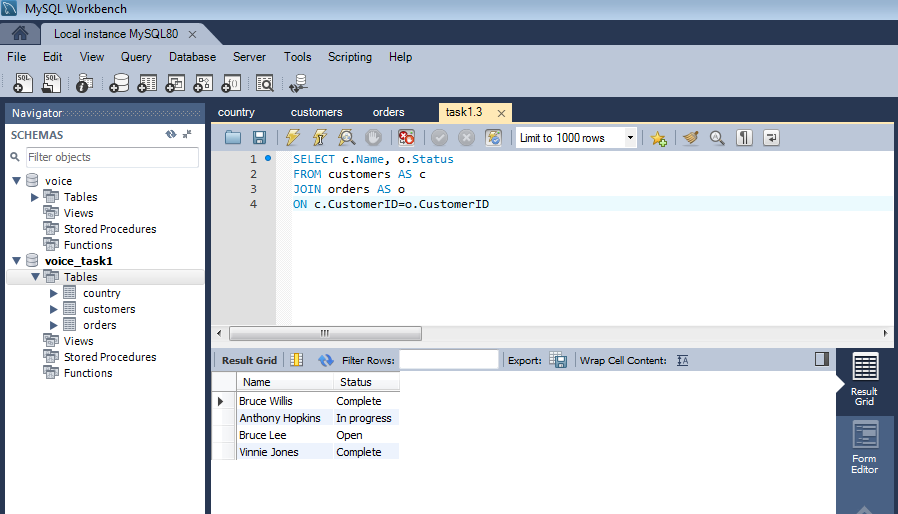 MySQL Workbench
Local instance MySQL80
File Edit View Query Database Server Tools Scripting Help
SQL SQL
Navigator
SCHEMAS
Filter objects
voice
Tables
Views
Stored Procedures
Functions
voice_task1
Tables
country
customers
orders
Views
Stored Procedures
Functions
country customers orders task1.3
Limit to 1000 rows
1 SELECT c.Name, o.Status
2 FROM customers AS c
3 JOIN orders AS o
4 ON c.CustomerID=o.CustomerID
Result Grid Filter Rows: Export: Wrap Cell Content:
Name Status
Bruce Willis Complete
Anthony Hopkins In progress
Bruce Lee Open
Vinnie Jones Complete
Result
Grid
Form
Editor